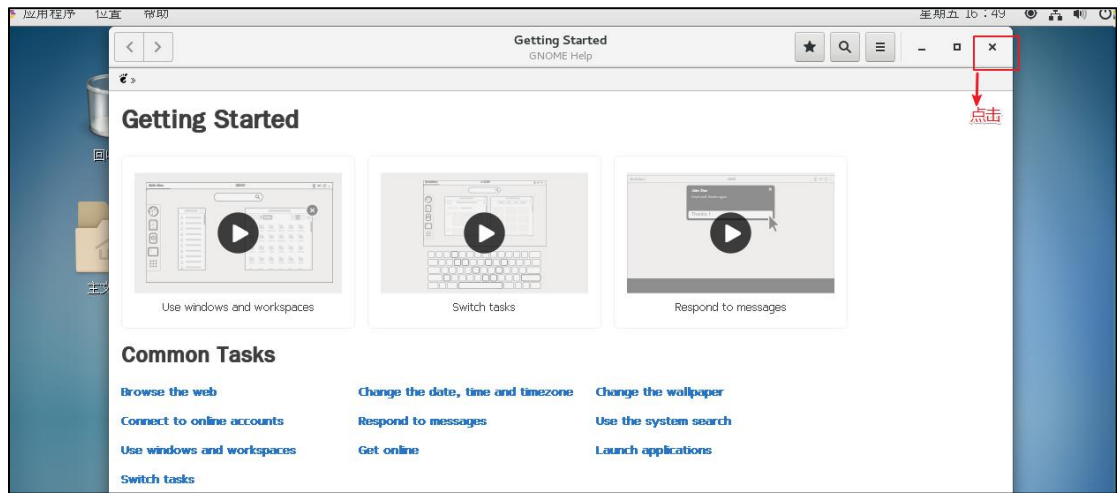 应用程序 位置 帮助 星期五 16:49
Getting Started
GNOME Help
点击
Getting Started
Use windows and workspaces Switch tasks Respond to messages
Common Tasks
Browse the web Change the date, time and timezone Change the wallpaper
Connect to online accounts Respond to messages Use the system search
Use windows and workspaces Get online Launch applications
Switch tasks